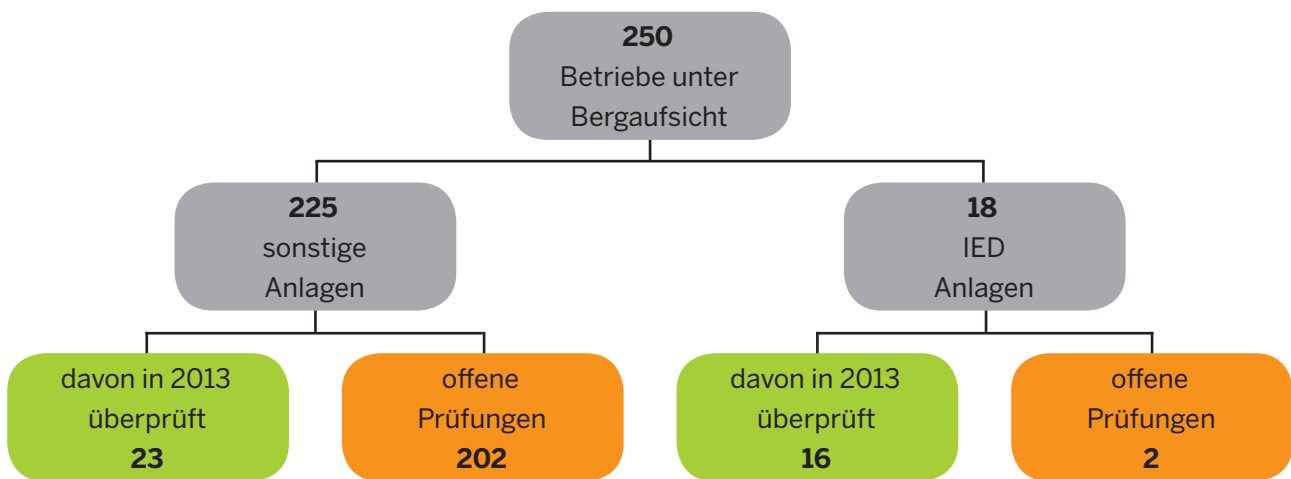 250
Betriebe unter
Bergaufsicht
225
sonstige
Anlagen
18
IED
Anlagen
davon in 2013
überprüft
23
offene
Prüfungen
202
davon in 2013
überprüft
16
offene
Prüfungen
2